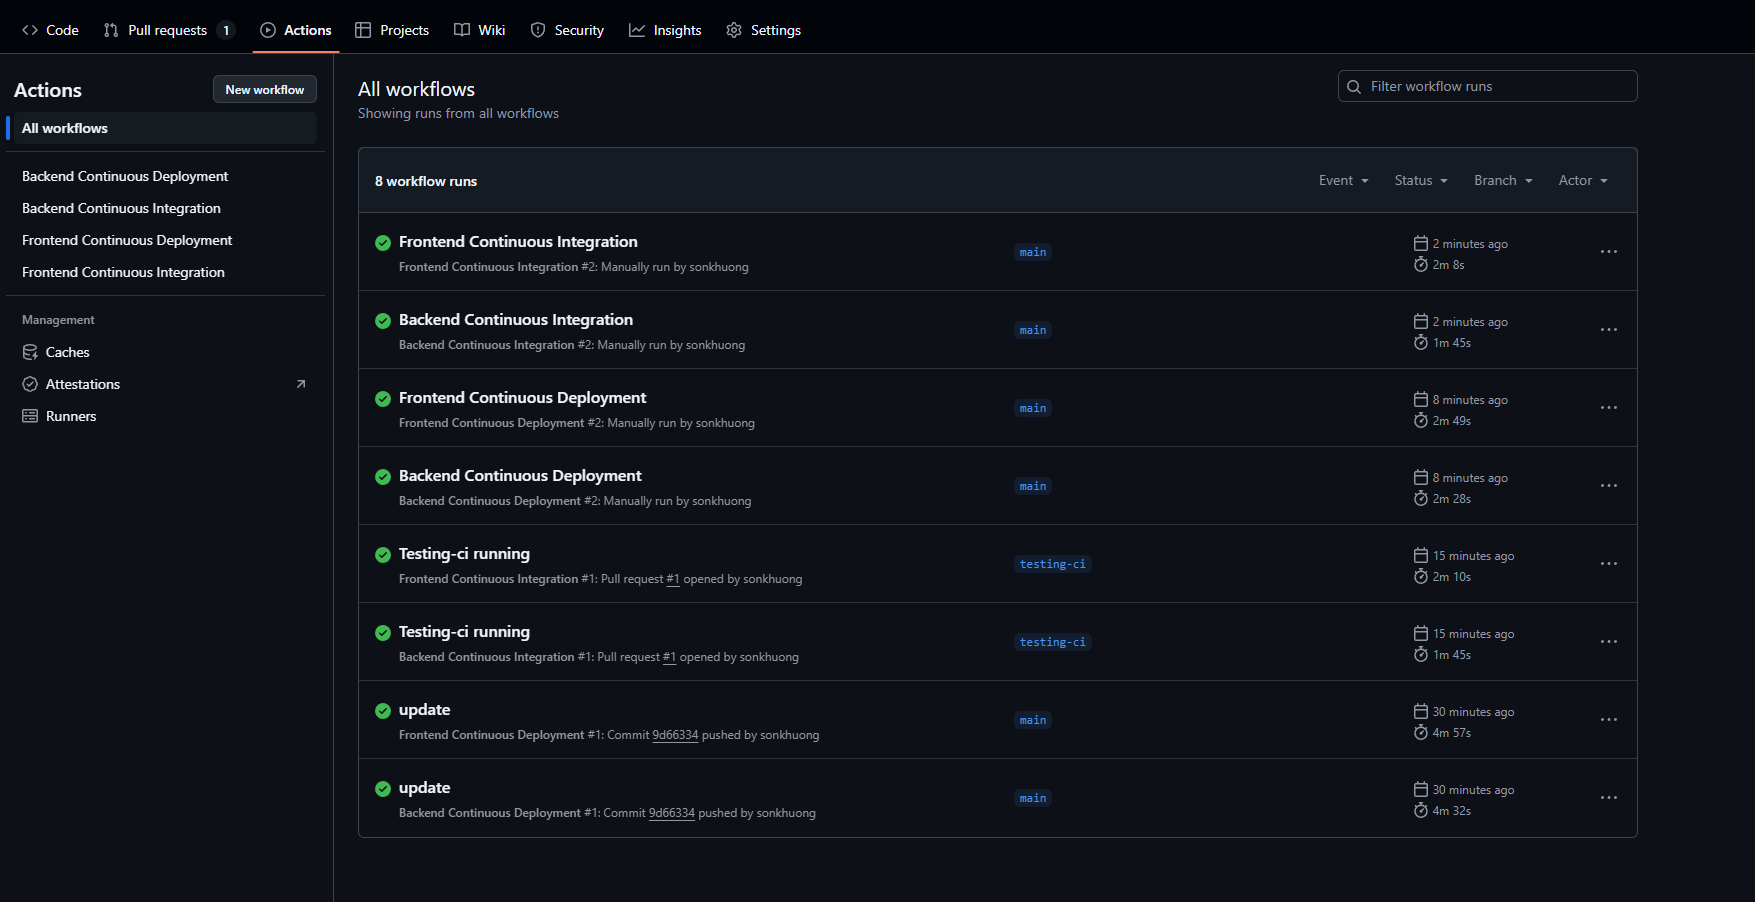 Code Pull requests 1 Actions Projects Wiki Security Insights Settings
Actions
New workflow
All workflows
Backend Continuous Deployment
Backend Continuous Integration
Frontend Continuous Deployment
Frontend Continuous Integration
Management
Caches
Attestations
Runners
All workflows
Showing runs from all workflows
Filter workflow runs
8 workflow runs
Event Status Branch Actor
Frontend Continuous Integration
Frontend Continuous Integration #2: Manually run by sonkhuong
main
2 minutes ago
2m 8s
Backend Continuous Integration
Backend Continuous Integration #2: Manually run by sonkhuong
main
2 minutes ago
1m 45s
Frontend Continuous Deployment
Frontend Continuous Deployment #2: Manually run by sonkhuong
main
8 minutes ago
2m 49s
Backend Continuous Deployment
Backend Continuous Deployment #2: Manually run by sonkhuong
main
8 minutes ago
2m 28s
Testing-ci running
Frontend Continuous Integration #1: Pull request #1 opened by sonkhuong
testing-ci
15 minutes ago
2m 10s
Testing-ci running
Backend Continuous Integration #1: Pull request #1 opened by sonkhuong
testing-ci
15 minutes ago
1m 45s
update
Frontend Continuous Deployment #1: Commit 9d66334 pushed by sonkhuong
main
30 minutes ago
4m 57s
update
Backend Continuous Deployment #1: Commit 9d66334 pushed by sonkhuong
main
30 minutes ago
4m 32s